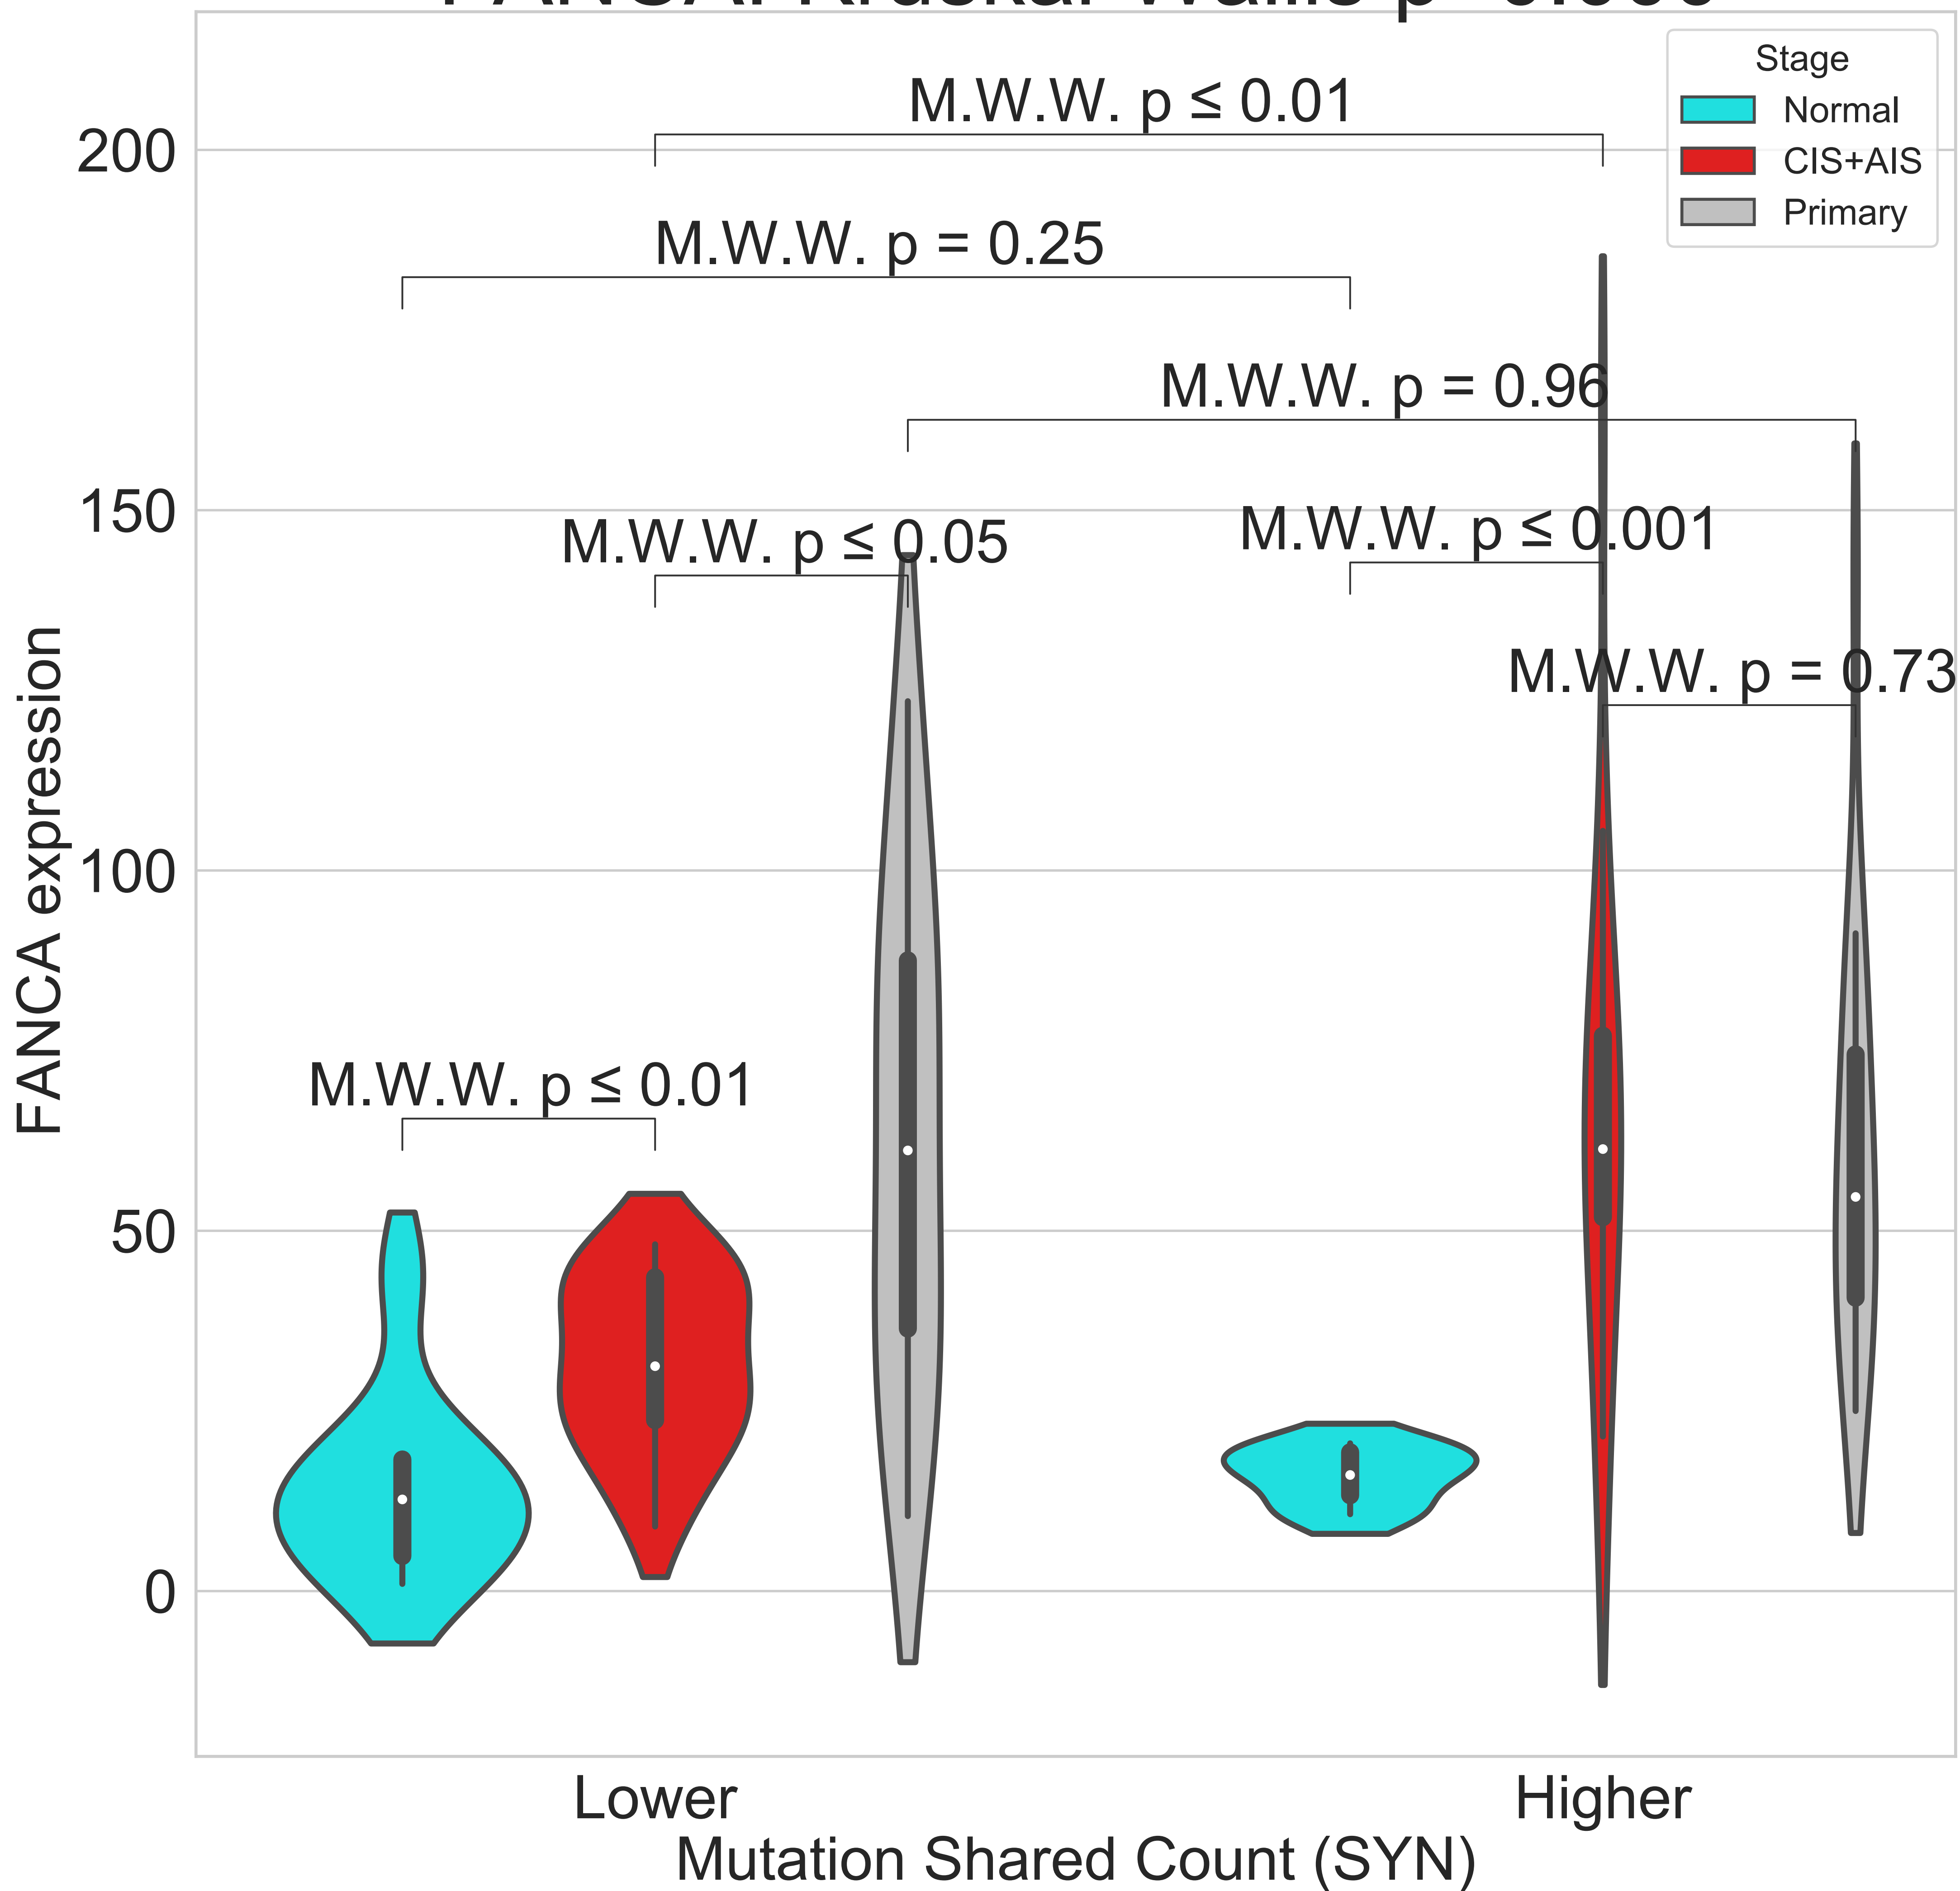 Stage
Normal
CIS+AIS
Primary
M.W.W. p ≤ 0.01
M.W.W. p = 0.25
M.W.W. p = 0.96
M.W.W. p ≤ 0.05
M.W.W. p ≤ 0.001
M.W.W. p = 0.73
M.W.W. p ≤ 0.01
200
150
100
50
0
FANCA expression
Lower
Higher
Mutation Shared Count (SYN)